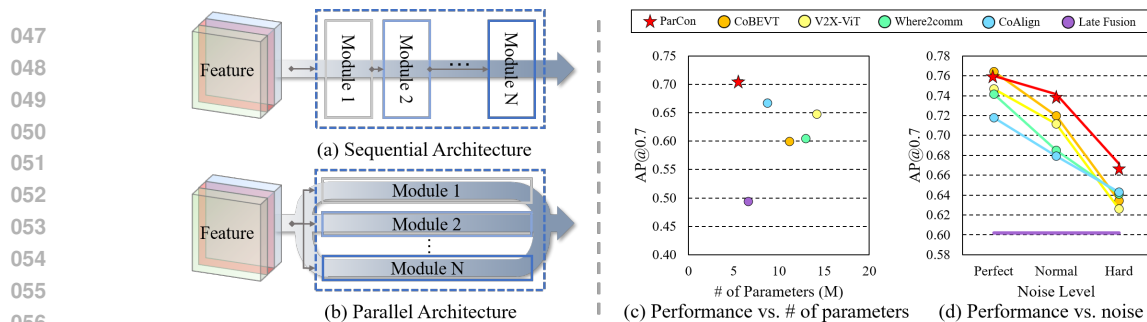 047
048
049
050
051
052
053
054
055
Feature
Module 1
Module 2
...
Module N
(a) Sequential Architecture
Feature
Module 1
Module 2
⋮
Module N
(b) Parallel Architecture
ParCon CoBEVT V2X-ViT Where2comm CoAlign Late Fusion
AP@0.7
0.75
0.70
0.65
0.60
0.55
0.50
0.45
0.40
0 5 10 15 20
# of Parameters (M)
(c) Performance vs. # of parameters
AP@0.7
0.78
0.76
0.74
0.72
0.70
0.68
0.66
0.64
0.62
0.60
0.58
Perfect Normal Hard
Noise Level
(d) Performance vs. noise